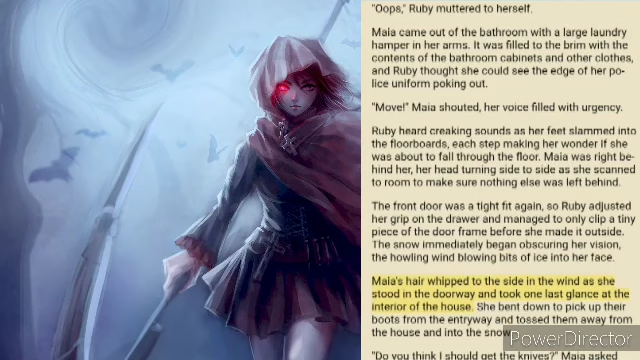 "Oops," Ruby muttered to herself.
Maia came out of the bathroom with a large laundry
hamper in her arms. It was filled to the brim with the
contents of the bathroom cabinets and other clothes,
and Ruby thought she could see the edge of her po-
lice uniform poking out.
"Move!" Maia shouted, her voice filled with urgency.
Ruby heard creaking sounds as her feet slammed into
the floorboards, each step making her wonder if she
was about to fall through the floor. Maia was right be-
hind her, her head turning side to side as she scanned
to room to make sure nothing else was left behind.
The front door was a tight fit again, so Ruby adjusted
her grip on the drawer and managed to only clip a tiny
piece of the door frame before she made it outside.
The snow immediately began obscuring her vision,
the howling wind blowing bits of ice into her face.
Maia's hair whipped to the side in the wind as she
stood in the doorway and took one last glance at the
interior of the house. She bent down to pick up their
boots from the entryway and tossed them away from
the house and into the snow
PowerDirector
"Do you think I should get the knives?" Maia asked